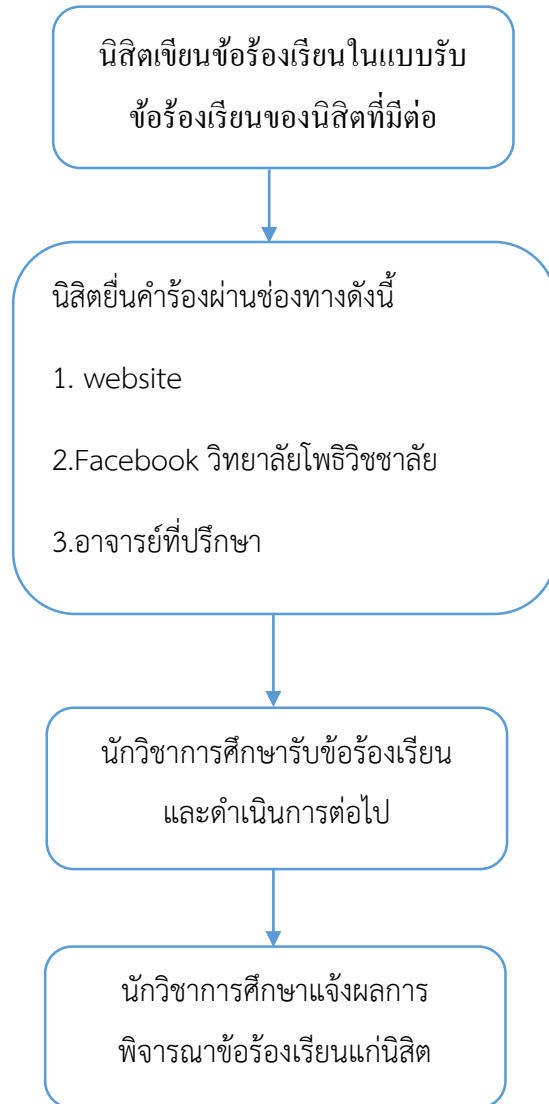 นิสิตเขียนข้อร้องเรียนในแบบรับ
ข้อร้องเรียนของนิสิตที่มีต่อ
นิสิตยื่นคำร้องผ่านช่องทางดังนี้
1. website
2.Facebook วิทยาลัยโพธิวิชชาลัย
3.อาจารย์ที่ปรึกษา
นักวิชาการศึกษารับข้อร้องเรียน
และดำเนินการต่อไป
นักวิชาการศึกษาแจ้งผลการ
พิจารณาข้อร้องเรียนแก่นิสิต